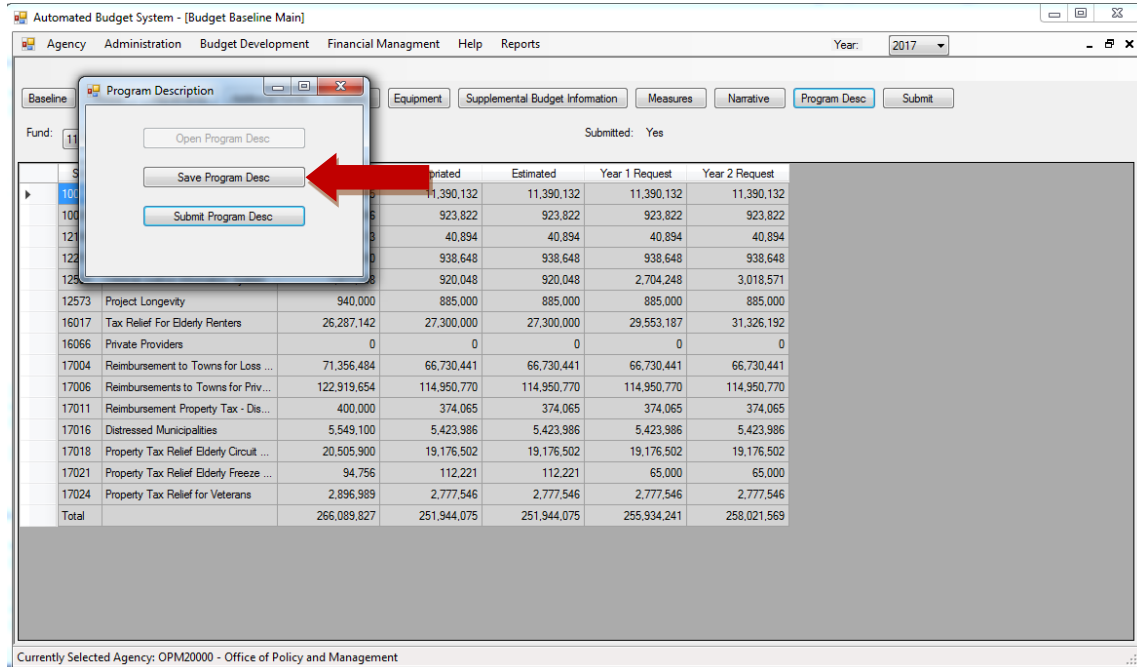 Automated Budget System - [Budget Baseline Main]
Agency Administration Budget Development Financial Managment Help Reports Year: 2017
Program Description
Baseline Equipment Supplemental Budget Information Measures Narrative Program Desc Submit
Fund: 11 Submitted: Yes
Open Program Desc
Save Program Desc
Submit Program Desc
Estimated Year 1 Request Year 2 Request
11,390,132 11,390,132 11,390,132 11,390,132
923,822 923,822 923,822 923,822
40,894 40,894 40,894 40,894
938,648 938,648 938,648 938,648
920,048 920,048 2,704,248 3,018,571
12573 Project Longevity 940,000 885,000 885,000 885,000 885,000
16017 Tax Relief For Elderly Renters 26,287,142 27,300,000 27,300,000 29,553,187 31,326,192
16066 Private Providers 0 0 0 0 0
17004 Reimbursement to Towns for Loss ... 71,356,484 66,730,441 66,730,441 66,730,441 66,730,441
17006 Reimbursements to Towns for Priv... 122,919,654 114,950,770 114,950,770 114,950,770 114,950,770
17011 Reimbursement Property Tax - Dis... 400,000 374,065 374,065 374,065 374,065
17016 Distressed Municipalities 5,549,100 5,423,986 5,423,986 5,423,986 5,423,986
17018 Property Tax Relief Elderly Circuit ... 20,505,900 19,176,502 19,176,502 19,176,502 19,176,502
17021 Property Tax Relief Elderly Freeze ... 94,756 112,221 112,221 65,000 65,000
17024 Property Tax Relief for Veterans 2,896,989 2,777,546 2,777,546 2,777,546 2,777,546
Total 266,089,827 251,944,075 251,944,075 255,934,241 258,021,569
Currently Selected Agency: OPM20000 - Office of Policy and Management